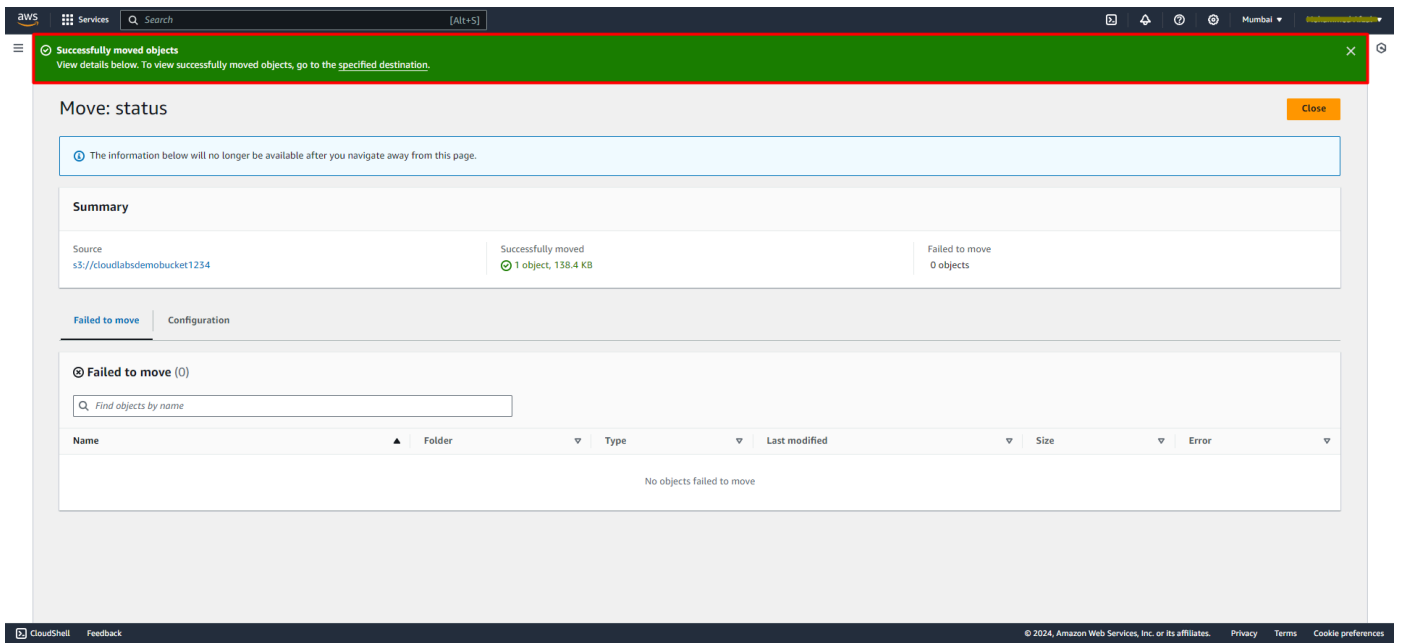 aws Services Search [Alt+S] Mumbai
Successfully moved objects
View details below. To view successfully moved objects, go to the specified destination.
Move: status
Close
The information below will no longer be available after you navigate away from this page.
Summary
Source
s3://cloudlabsdemobucket1234
Successfully moved
1 object, 138.4 KB
Failed to move
0 objects
Failed to move Configuration
Failed to move (0)
Find objects by name
Name Folder Type Last modified Size Error
No objects failed to move
CloudShell Feedback © 2024, Amazon Web Services, Inc. or its affiliates. Privacy Terms Cookie preferences